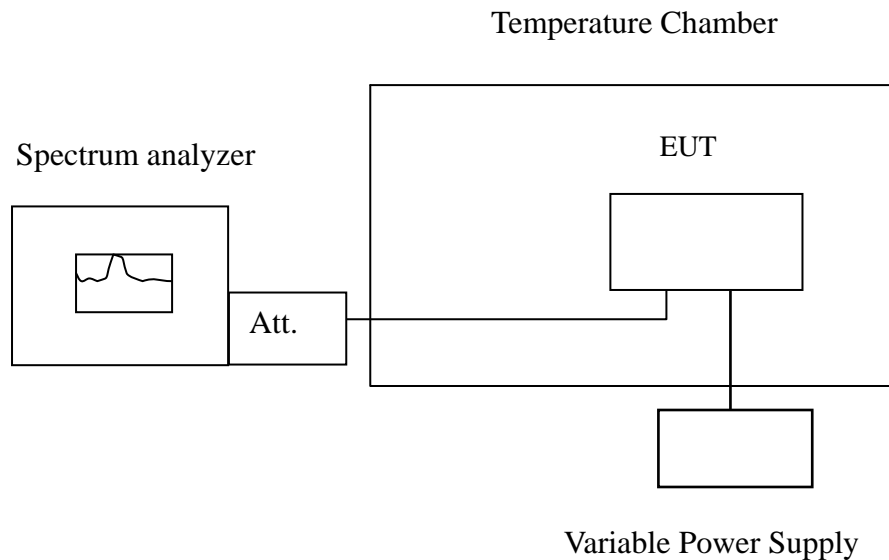 Temperature Chamber
EUT
Spectrum analyzer
Att.
Variable Power Supply